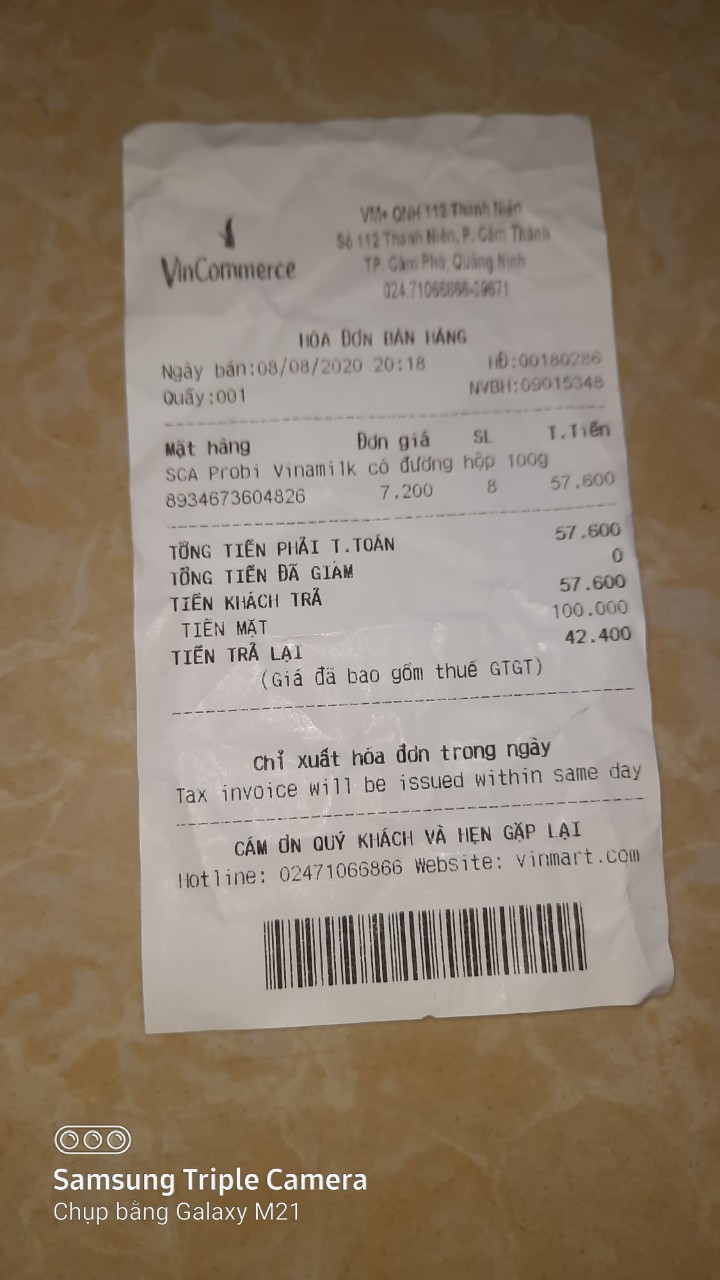 VinCommerce
VM+ QNH 112 Thanh Niên
Số 112 Thanh Niên, P. Cẩm Thành
TP. Cẩm Phả, Quảng Ninh
024.71066866-39671
HÓA ĐƠN BÁN HÀNG
Ngày bán:08/08/2020 20:18 HĐ:00180286
Quầy:001 NVBH:09015348
Mặt hàng Đơn giá SL T.Tiền
SCA Probi Vinamilk có đường hộp 100g
8934673604826 7.200 8 57.600
TỔNG TIỀN PHẢI T.TOÁN 57.600
TỔNG TIỀN ĐÃ GIẢM 0
TIỀN KHÁCH TRẢ 57.600
TIỀN MẶT 100.000
TIỀN TRẢ LẠI 42.400
(Giá đã bao gồm thuế GTGT)
Chỉ xuất hóa đơn trong ngày
Tax invoice will be issued within same day
CẢM ƠN QUÝ KHÁCH VÀ HẸN GẶP LẠI
Hotline: 02471066866 Website: vinmart.com
Samsung Triple Camera
Chụp bằng Galaxy M21